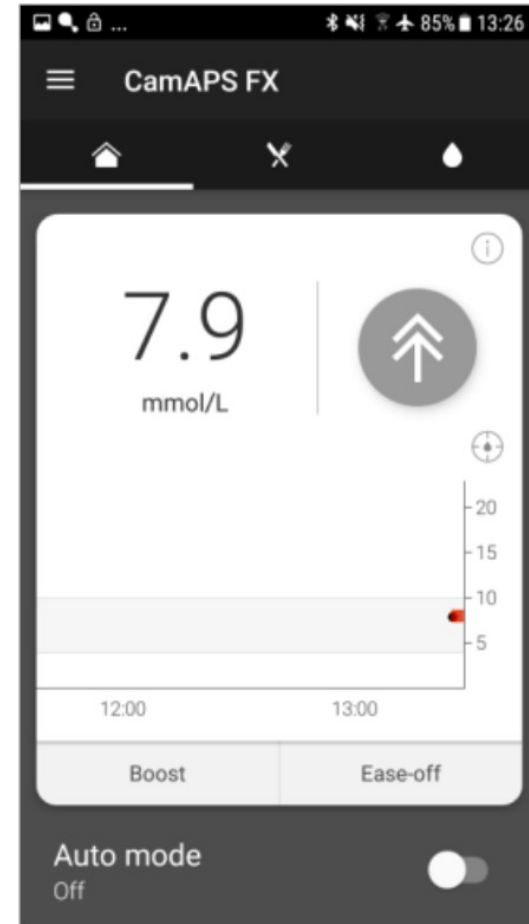 ... 85% 13:26
CamAPS FX
7.9
mmol/L
20
15
10
5
12:00 13:00
Boost Ease-off
Auto mode
Off